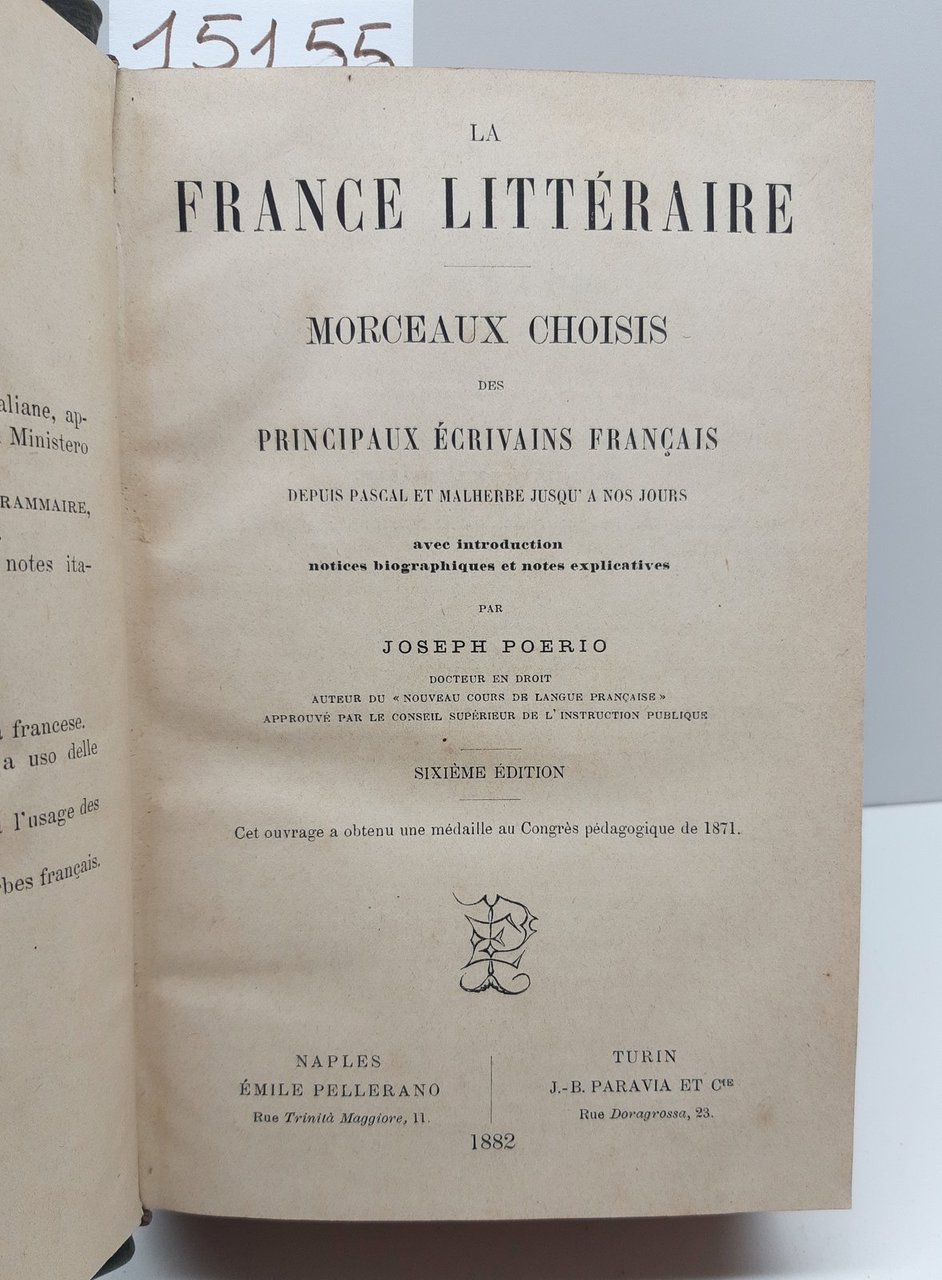 15155
aliane, ap-
Ministero
RAMMAIRE,
notes ita-
francese.
a uso delle
l'usage des
bes français.
LA
FRANCE LITTÉRAIRE
MORCEAUX CHOISIS
DES
PRINCIPAUX ÉCRIVAINS FRANÇAIS
DEPUIS PASCAL ET MALHERBE JUSQU' A NOS JOURS
avec introduction
notices biographiques et notes explicatives
PAR
JOSEPH POERIO
DOCTEUR EN DROIT
AUTEUR DU « NOUVEAU COURS DE LANGUE FRANÇAISE »
APPROUVÉ PAR LE CONSEIL SUPÉRIEUR DE L' INSTRUCTION PUBLIQUE
SIXIÈME ÉDITION
Cet ouvrage a obtenu une médaille au Congrès pédagogique de 1871.
NAPLES
ÉMILE PELLERANO
Rue Trinità Maggiore, 11.
TURIN
J.-B. PARAVIA ET Cie
Rue Doragrossa, 23.
1882